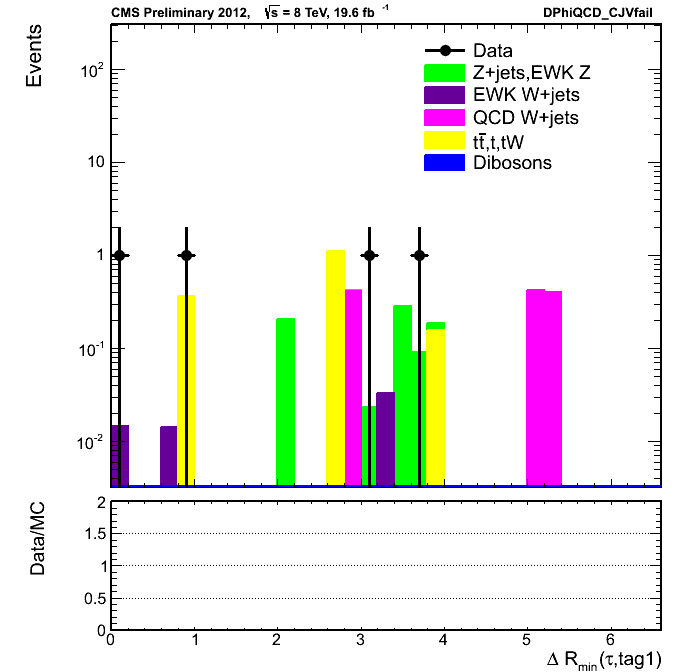 CMS Preliminary 2012, √s = 8 TeV, 19.6 fb⁻¹ DPhiQCD_CJVfail
Events
10²
10
1
10⁻¹
10⁻²
Data
Z+jets,EWK Z
EWK W+jets
QCD W+jets
tt̄,t,tW
Dibosons
Data/MC
2
1.5
1
0.5
0
0 1 2 3 4 5 6
Δ R_min(τ,tag1)